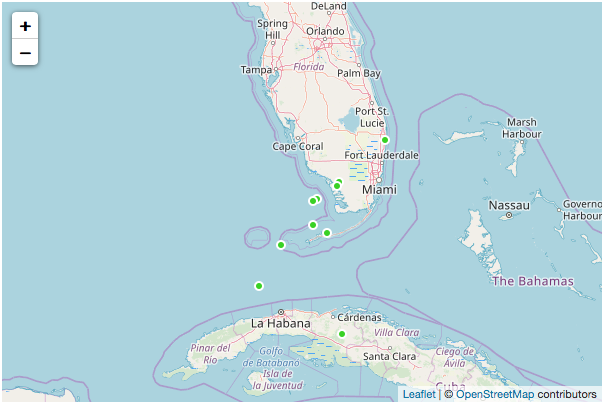 +
−
DeLand
Spring
Hill
Orlando
Tampa
Florida
Palm Bay
Port St.
Lucie
Cape Coral
Fort Lauderdale
Miami
Marsh
Harbour
Nassau
Governor
Harbour
The Bahamas
La Habana
Cárdenas
Villa Clara
Pinar del
Río
Golfo
de Batabanó
Isla de
la Juventud
Santa Clara
Ciego de
Ávila
Cuba
Leaflet | © OpenStreetMap contributors